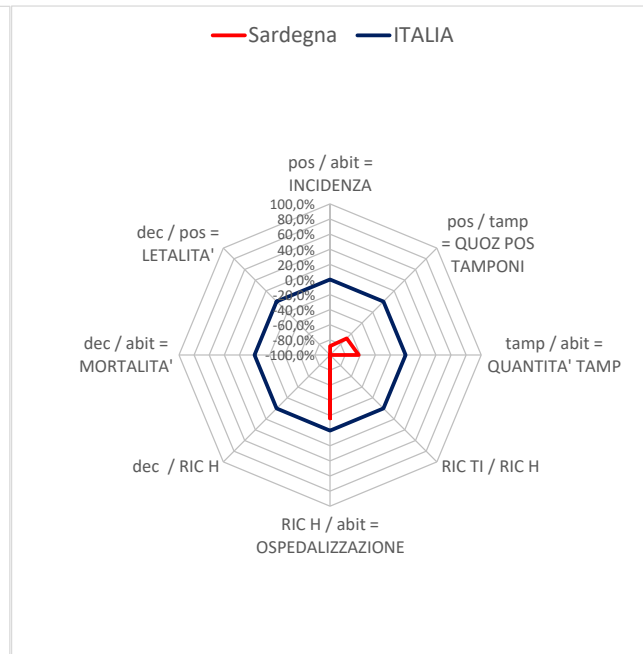 Sardegna ITALIA
pos / abit =
INCIDENZA
100,0%
80,0%
60,0%
40,0%
20,0%
0,0%
-20,0%
-40,0%
-60,0%
-80,0%
-100,0%
pos / tamp
= QUOZ POS
TAMPONI
tamp / abit =
QUANTITA' TAMP
RIC TI / RIC H
RIC H / abit =
OSPEDALIZZAZIONE
dec / RIC H
dec / abit =
MORTALITA'
dec / pos =
LETALITA'